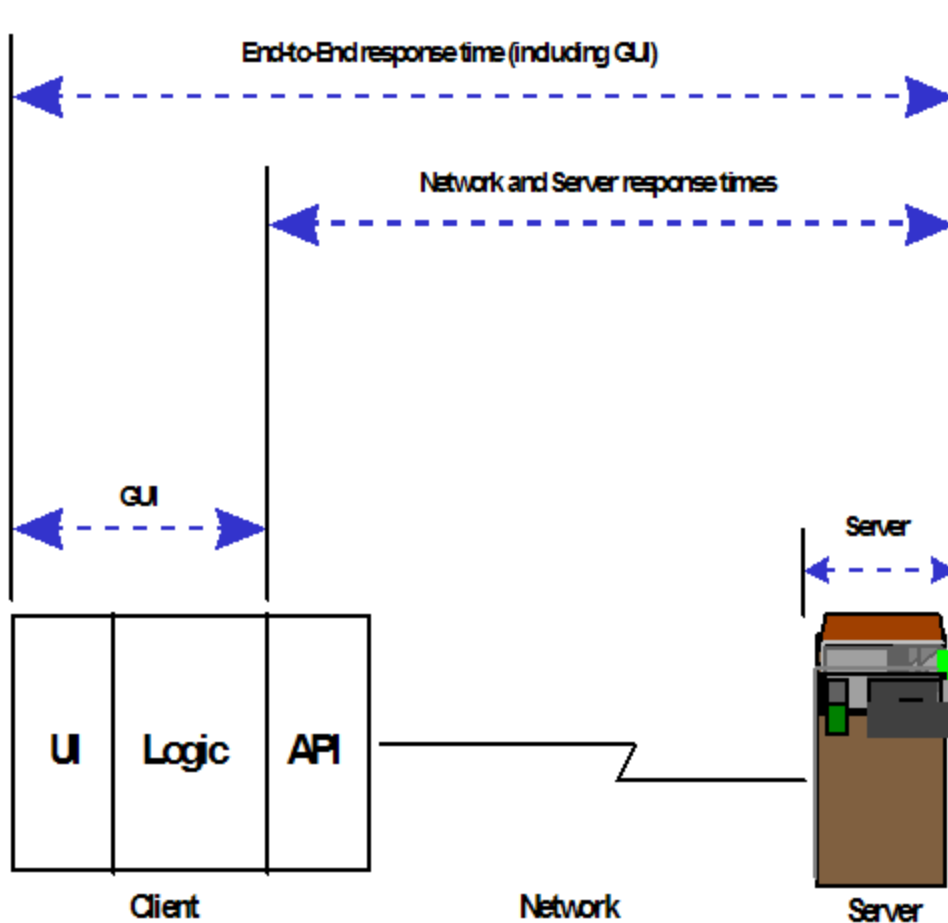 End-to-End response time (including GUI)
Network and Server response times
GUI
Server
UI
Logic
API
Client
Network
Server